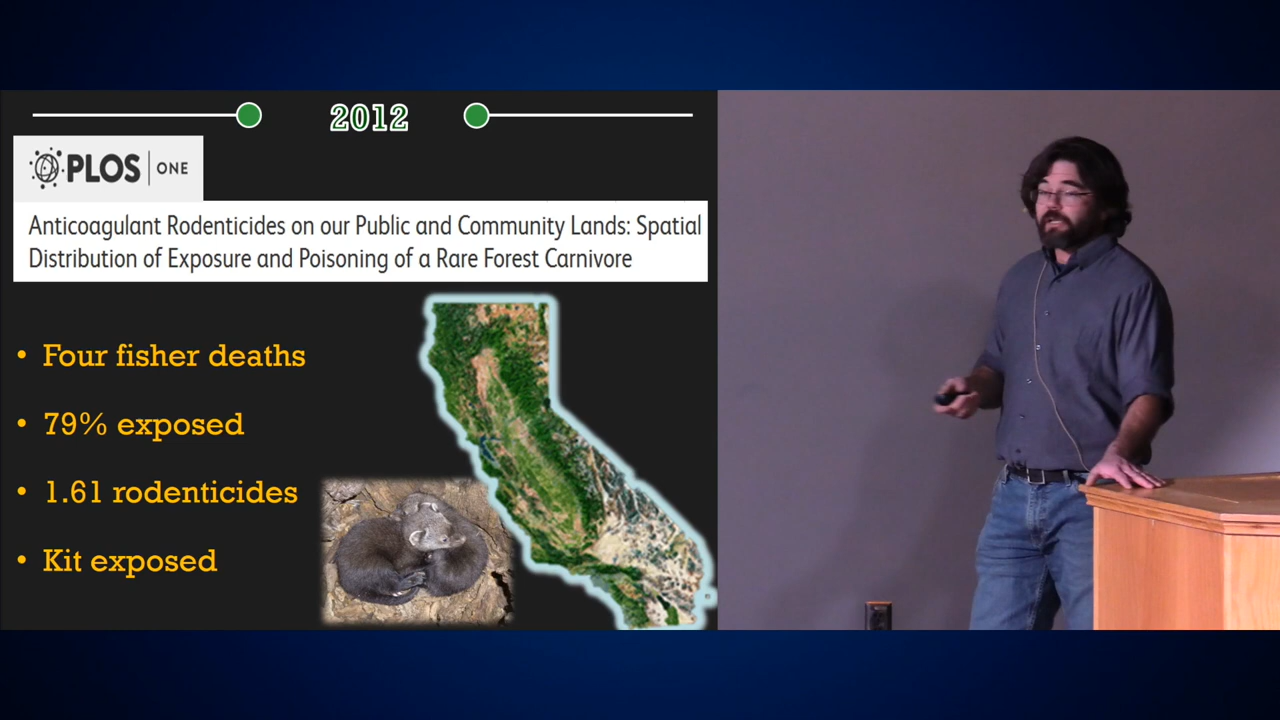 2012
PLOS ONE
Anticoagulant Rodenticides on our Public and Community Lands: Spatial
Distribution of Exposure and Poisoning of a Rare Forest Carnivore
• Four fisher deaths
• 79% exposed
• 1.61 rodenticides
• Kit exposed